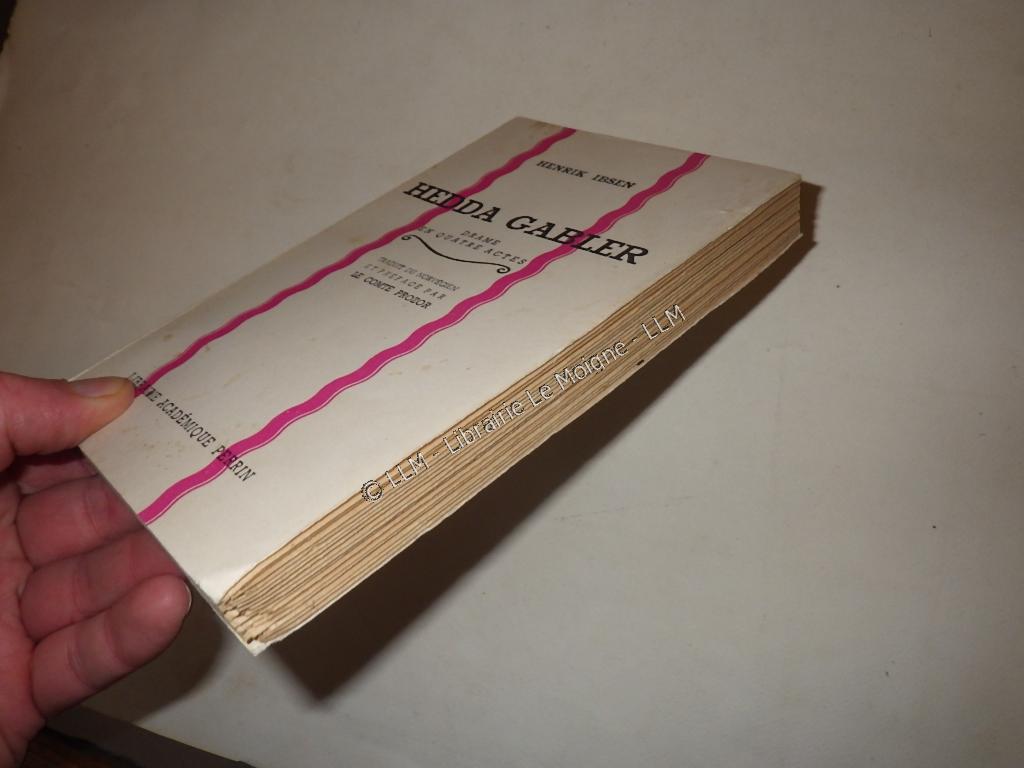 HENRIK IBSEN
HEDDA GABLER
DRAME
EN QUATRE ACTES
TRADUIT DU NORVÉGIEN
ET PRÉFACÉ PAR
LE COMTE PROZOR
ACADÉMIQUE PERRIN
© LLM - Librairie Le Moigne - LLM